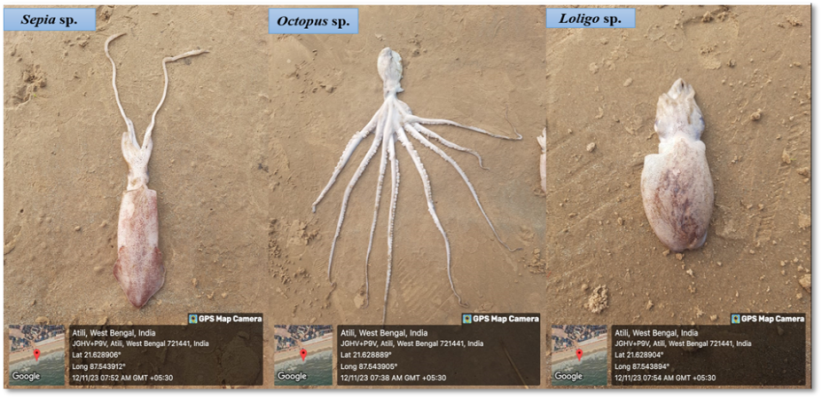 Sepia sp.
Octopus sp.
Loligo sp.
GPS Map Camera
Atili, West Bengal, India
JGHV+P9V, Atili, West Bengal 721441, India
Lat 21.628906°
Long 87.543912°
12/11/23 07:52 AM GMT +05:30
Google
GPS Map Camera
Atili, West Bengal, India
JGHV+P9V, Atili, West Bengal 721441, India
Lat 21.628889°
Long 87.543905°
12/11/23 07:38 AM GMT +05:30
Google
GPS Map Camera
Atili, West Bengal, India
JGHV+P9V, Atili, West Bengal 721441, India
Lat 21.628904°
Long 87.543894°
12/11/23 07:54 AM GMT +05:30
Google